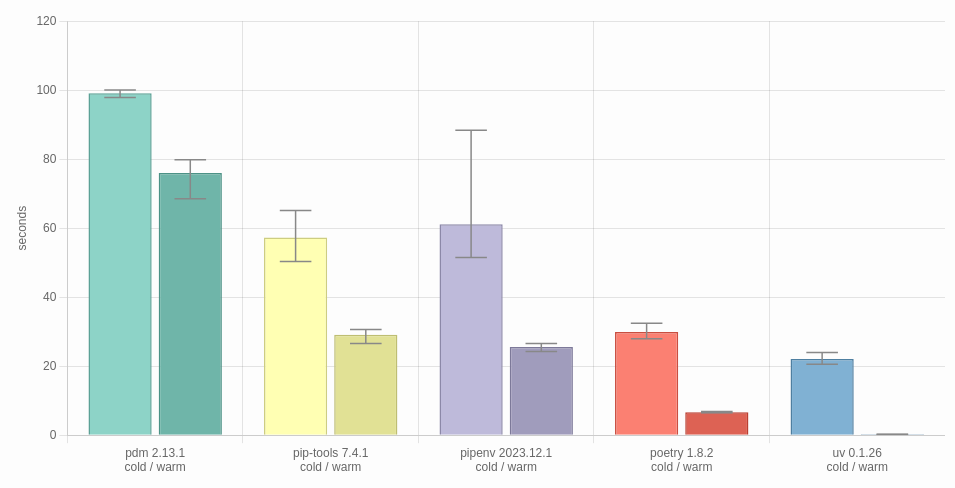 120
100
80
60
40
20
0
seconds
pdm 2.13.1
cold / warm
pip-tools 7.4.1
cold / warm
pipenv 2023.12.1
cold / warm
poetry 1.8.2
cold / warm
uv 0.1.26
cold / warm